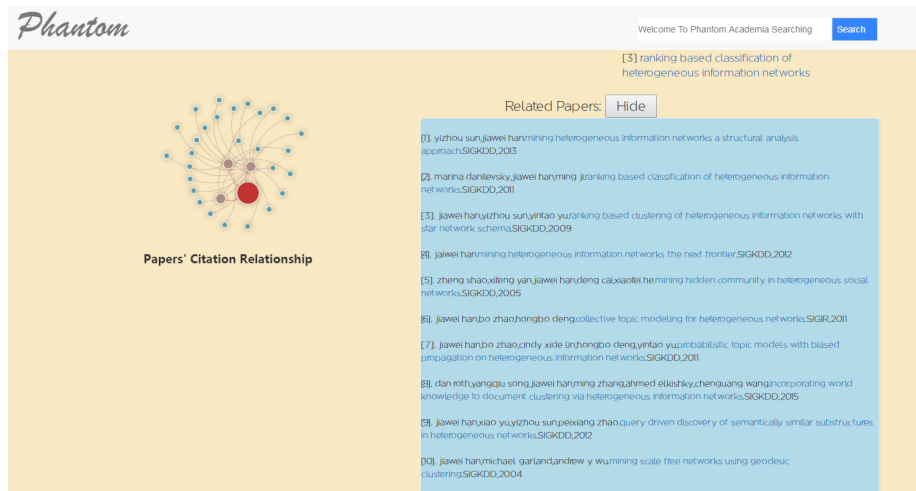 Phantom
Welcome To Phantom Academia Searching
Search
[3] ranking based classification of
heterogeneous information networks
Related Papers:
Hide
[1]. yizhou sun,jiawei hanmining heterogeneous information networks a structural analysis
approach.SIGKDD,2013
[2]. marina danilevsky,jiawei han,ming ji.ranking based classification of heterogeneous information
networks.SIGKDD,2011
[3]. jiawei han,yizhou sun,yintao yu.ranking based clustering of heterogeneous information networks with
star network schema.SIGKDD,2009
[4]. jaiwei han.mining heterogeneous information networks the next frontier.SIGKDD,2012
[5]. zheng shao,xifeng yan,jiawei han,deng cai,xiaofei he,mining hidden community in heterogeneous social
networks.SIGKDD,2005
[6]. jiawei han,bo zhao,hongbo deng.collective topic modeling for heterogeneous networks.SIGIR,2011
[7]. jiawei han,bo zhao,cindy xide lin,hongbo deng,yintao yu.probabilistic topic models with biased
propagation on heterogeneous information networks.SIGKDD,2011
[8]. dan roth,yangqiu song,jiawei han,ming zhang,ahmed elkishky,chenguang wang.incorporating world
knowledge to document clustering via heterogeneous information networks.SIGKDD,2015
[9]. jiawei han,xiao yu,yizhou sun,peixiang zhao.query driven discovery of semantically similar substructures
in heterogeneous networks.SIGKDD,2012
[10]. jiawei han,michael garland,andrew y wu.mining scale free networks using geodesic
clustering.SIGKDD,2004
Papers' Citation Relationship